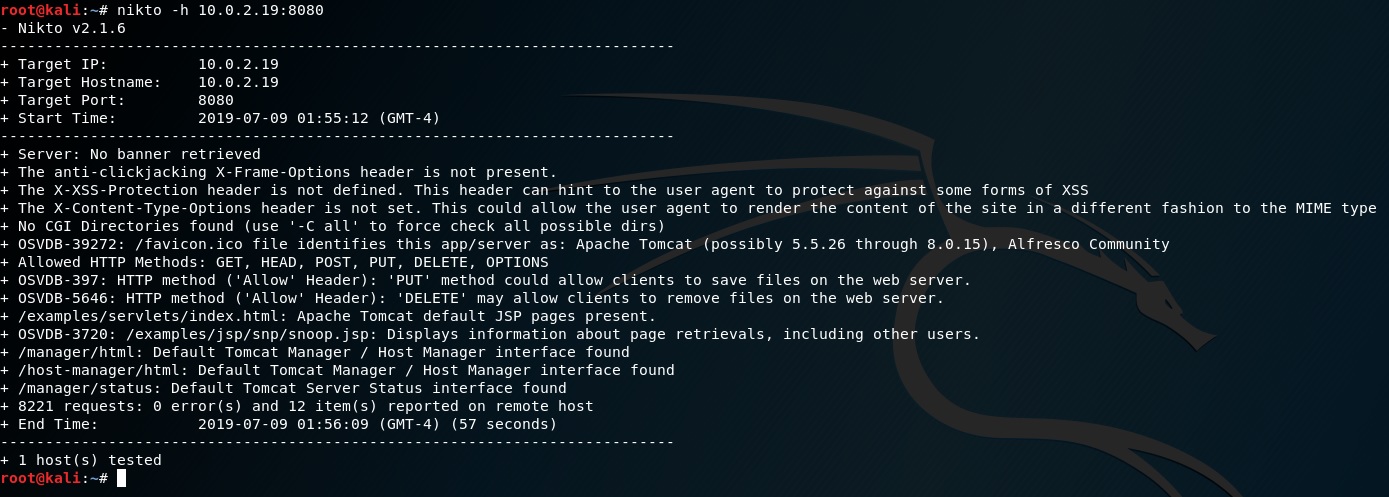 root@kali:~# nikto -h 10.0.2.19:8080
- Nikto v2.1.6
---------------------------------------------------------------------------
+ Target IP:          10.0.2.19
+ Target Hostname:    10.0.2.19
+ Target Port:        8080
+ Start Time:         2019-07-09 01:55:12 (GMT-4)
---------------------------------------------------------------------------
+ Server: No banner retrieved
+ The anti-clickjacking X-Frame-Options header is not present.
+ The X-XSS-Protection header is not defined. This header can hint to the user agent to protect against some forms of XSS
+ The X-Content-Type-Options header is not set. This could allow the user agent to render the content of the site in a different fashion to the MIME type
+ No CGI Directories found (use '-C all' to force check all possible dirs)
+ OSVDB-39272: /favicon.ico file identifies this app/server as: Apache Tomcat (possibly 5.5.26 through 8.0.15), Alfresco Community
+ Allowed HTTP Methods: GET, HEAD, POST, PUT, DELETE, OPTIONS
+ OSVDB-397: HTTP method ('Allow' Header): 'PUT' method could allow clients to save files on the web server.
+ OSVDB-5646: HTTP method ('Allow' Header): 'DELETE' may allow clients to remove files on the web server.
+ /examples/servlets/index.html: Apache Tomcat default JSP pages present.
+ OSVDB-3720: /examples/jsp/snp/snoop.jsp: Displays information about page retrievals, including other users.
+ /manager/html: Default Tomcat Manager / Host Manager interface found
+ /host-manager/html: Default Tomcat Manager / Host Manager interface found
+ /manager/status: Default Tomcat Server Status interface found
+ 8221 requests: 0 error(s) and 12 item(s) reported on remote host
+ End Time:           2019-07-09 01:56:09 (GMT-4) (57 seconds)
---------------------------------------------------------------------------
+ 1 host(s) tested
root@kali:~#